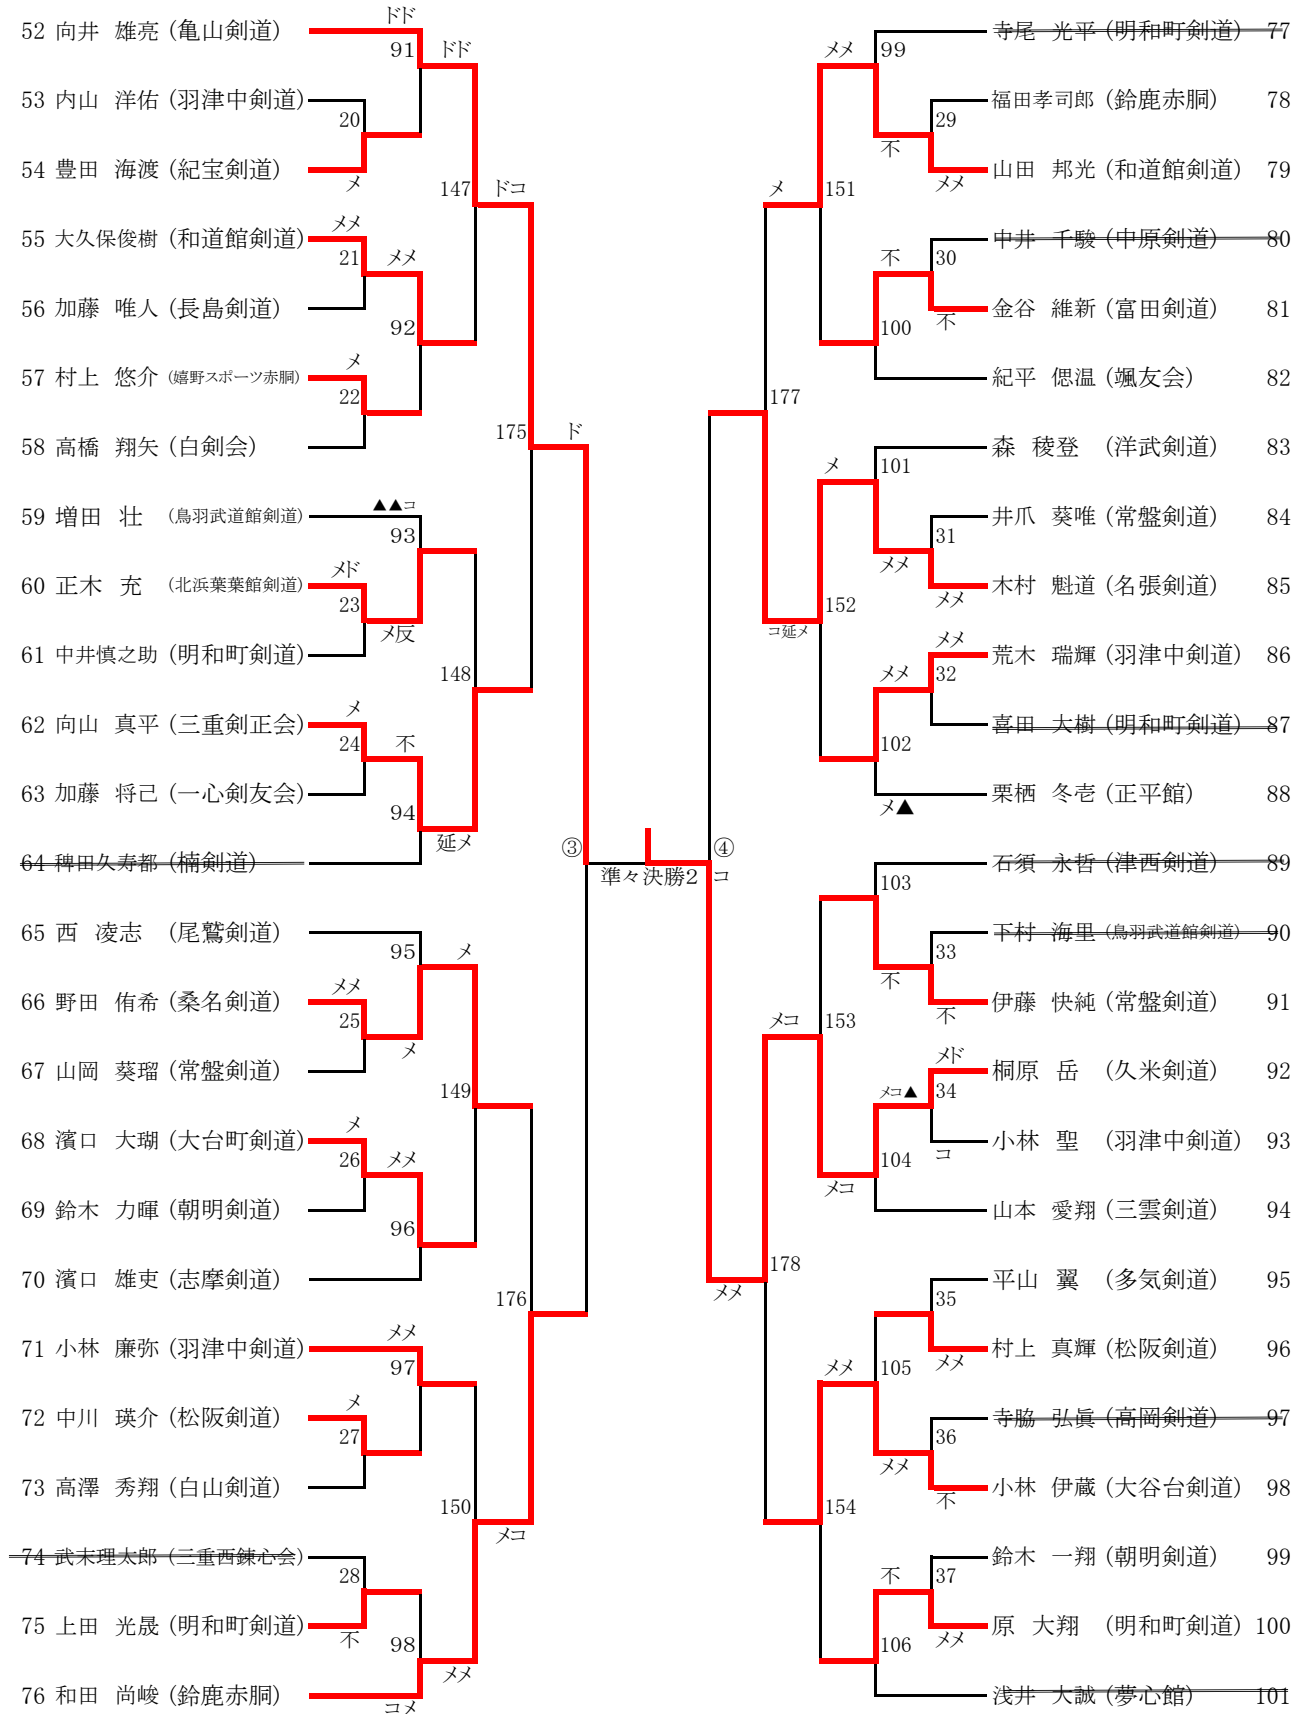 52 向井 雄亮 (亀山剣道)
53 内山 洋佑 (羽津中剣道)
54 豊田 海渡 (紀宝剣道)
55 大久保俊樹 (和道館剣道)
56 加藤 唯人 (長島剣道)
57 村上 悠介 (嬉野スポーツ赤胴)
58 高橋 翔矢 (白剣会)
59 増田 壮 (鳥羽武道館剣道)
60 正木 充 (北浜葉葉館剣道)
61 中井慎之助 (明和町剣道)
62 向山 真平 (三重剣正会)
63 加藤 将己 (一心剣友会)
64 稗田久寿都 (楠剣道)
65 西 凌志 (尾鷲剣道)
66 野田 侑希 (桑名剣道)
67 山岡 葵瑠 (常盤剣道)
68 濱口 大瑚 (大台町剣道)
69 鈴木 力暉 (朝明剣道)
70 濱口 雄吏 (志摩剣道)
71 小林 廉弥 (羽津中剣道)
72 中川 瑛介 (松阪剣道)
73 高澤 秀翔 (白山剣道)
74 武末理太郎 (三重西錬心会)
75 上田 光晟 (明和町剣道)
76 和田 尚峻 (鈴鹿赤胴)
ドド
91
20
メ
メメ
21
92
メ
22
▲▲コ
93
メド
23
メ反
メ
24
不
94
95
メメ
25
メ
メ
26
メメ
96
メメ
97
メ
27
28
不
98
コメ
ドド
147
メメ
148
延メ
メ
149
150
メメ
ドコ
175
176
メコ
ド
③
準々決勝2
④
コ
177
メ
コ延メ
178
メコ
メメ
メメ
151
メ
152
153
メコ
メメ
154
99
29
不
メメ
30
不
100
不
101
31
メメ
メメ
メメ
32
メメ
102
メ▲
103
33
不
不
メド
34
メコ▲
104
コ
35
メメ
105
36
メメ
不
37
不
106
メメ
寺尾 光平 (明和町剣道) 77
福田孝司郎 (鈴鹿赤胴) 78
山田 邦光 (和道館剣道) 79
中井 千駿 (中原剣道) 80
金谷 維新 (富田剣道) 81
紀平 偲温 (颯友会) 82
森 稜登 (洋武剣道) 83
井爪 葵唯 (常盤剣道) 84
木村 魁道 (名張剣道) 85
荒木 瑞輝 (羽津中剣道) 86
喜田 大樹 (明和町剣道) 87
栗栖 冬壱 (正平館) 88
石須 永哲 (津西剣道) 89
下村 海里 (鳥羽武道館剣道) 90
伊藤 快純 (常盤剣道) 91
桐原 岳 (久米剣道) 92
小林 聖 (羽津中剣道) 93
山本 愛翔 (三雲剣道) 94
平山 翼 (多気剣道) 95
村上 真輝 (松阪剣道) 96
寺脇 弘眞 (高岡剣道) 97
小林 伊蔵 (大谷台剣道) 98
鈴木 一翔 (朝明剣道) 99
原 大翔 (明和町剣道) 100
浅井 大誠 (夢心館) 101